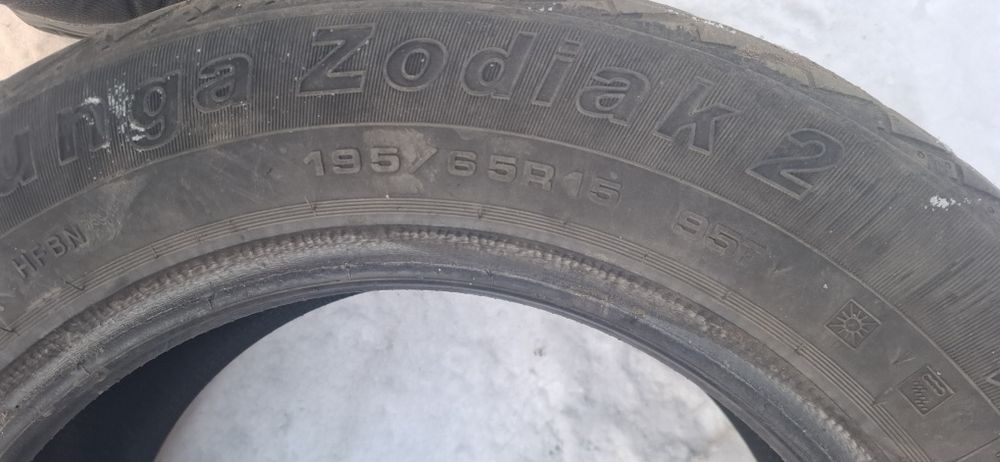 unga Zodiak 2
195/65R15 95T
HFBN